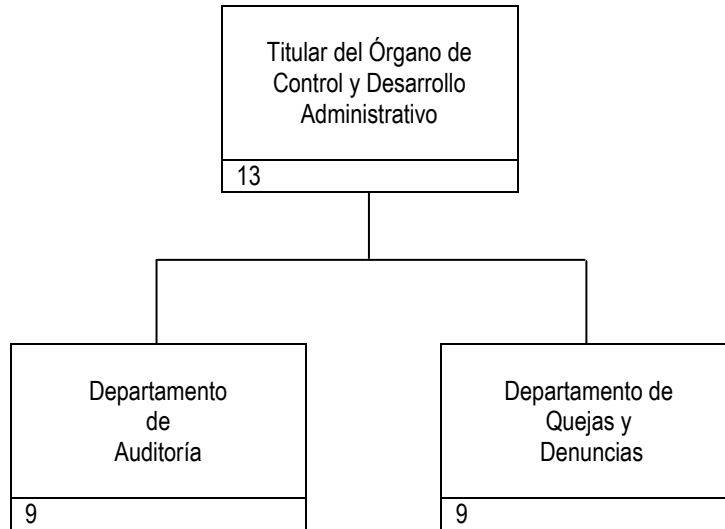 Titular del Órgano de
Control y Desarrollo
Administrativo
13
Departamento
de
Auditoría
9
Departamento de
Quejas y
Denuncias
9